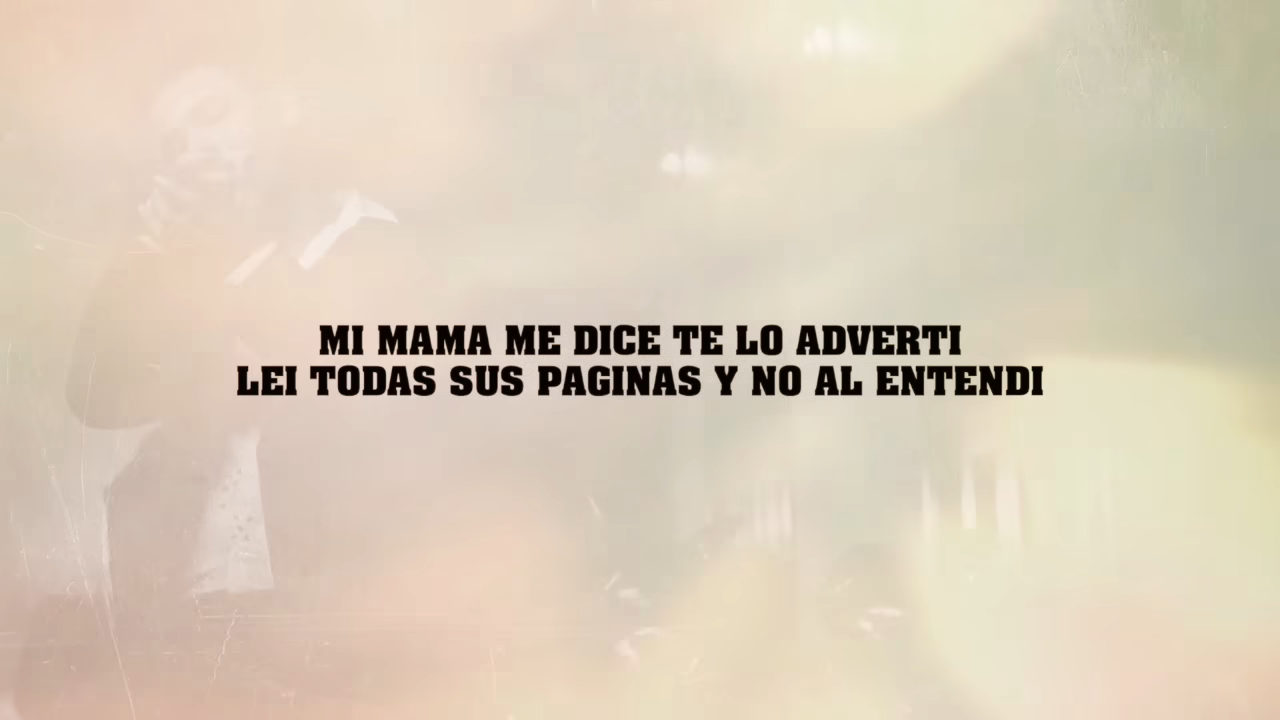 MI MAMA ME DICE TE LO ADVERTI
LEI TODAS SUS PAGINAS Y NO AL ENTENDI